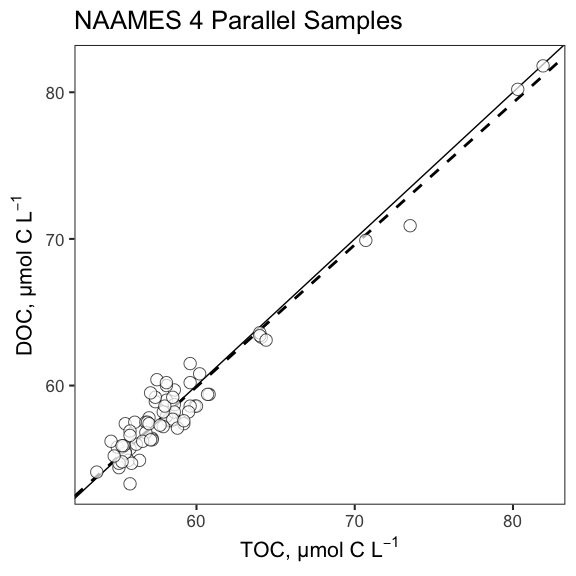 NAAMES 4 Parallel Samples
80
70
60
DOC, µmol C L⁻¹
60 70 80
TOC, µmol C L⁻¹